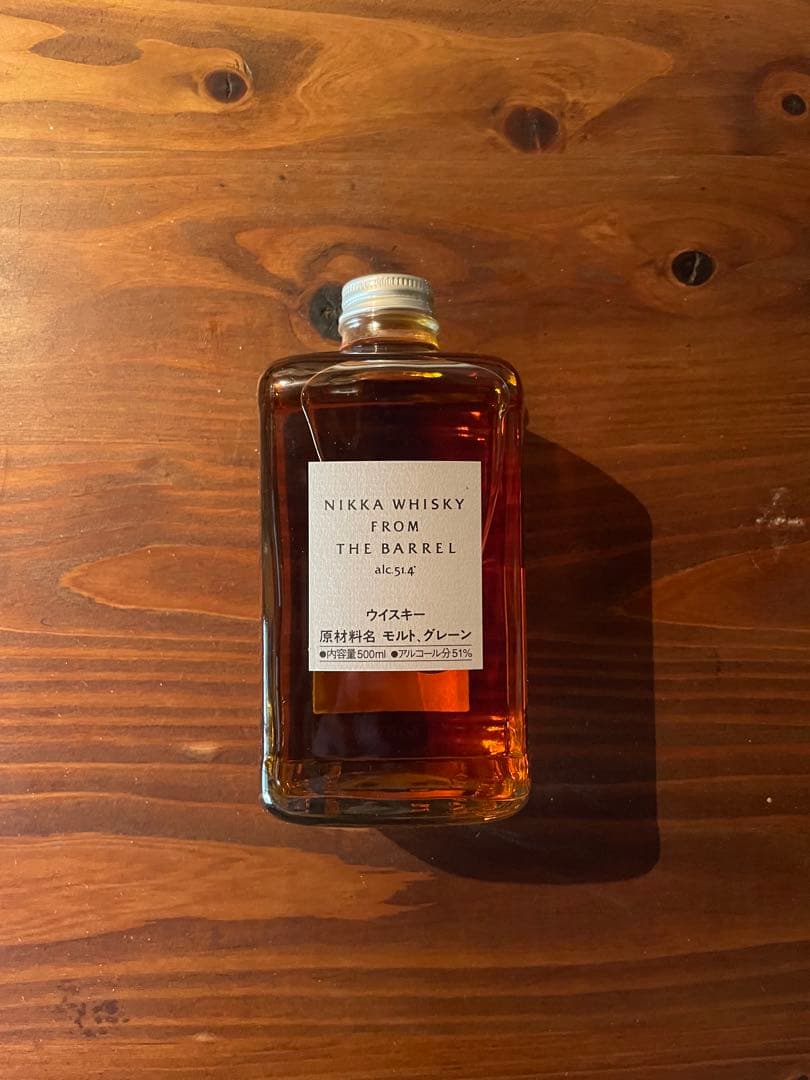 NIKKA WHISKY
FROM
THE BARREL
alc.51.4°
ウイスキー
原材料名 モルト、グレーン
●内容量500ml ●アルコール分51%